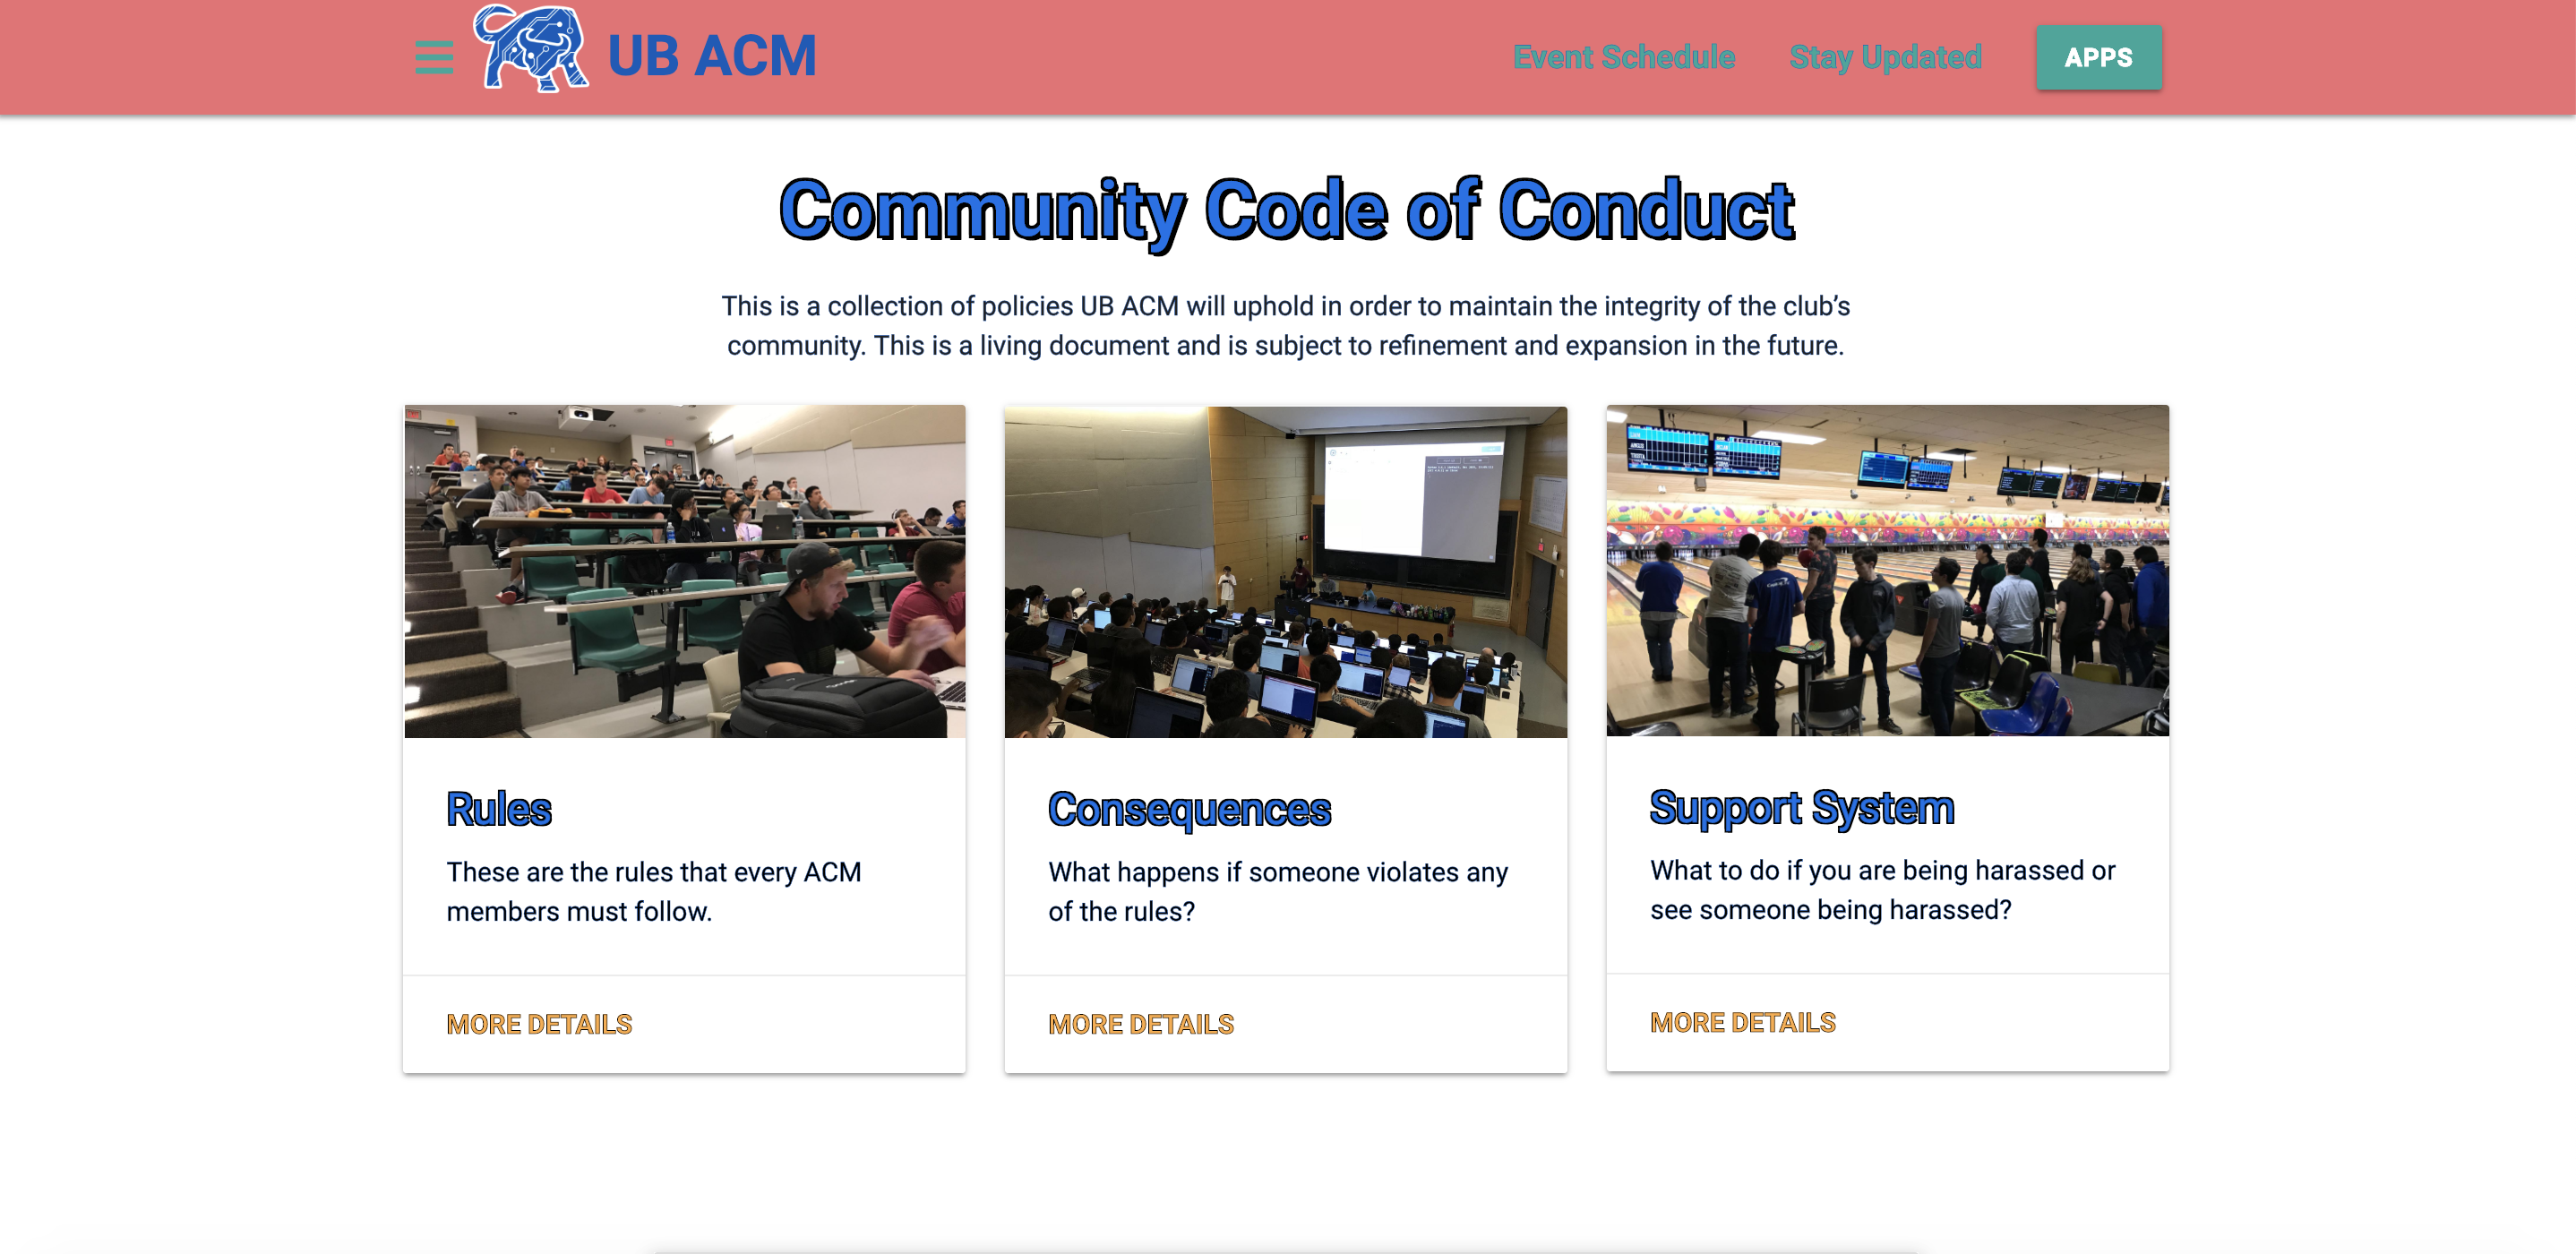 UB ACM
Event Schedule
Stay Updated
APPS
Community Code of Conduct
This is a collection of policies UB ACM will uphold in order to maintain the integrity of the club’s
community. This is a living document and is subject to refinement and expansion in the future.
Rules
These are the rules that every ACM
members must follow.
MORE DETAILS
Consequences
What happens if someone violates any
of the rules?
MORE DETAILS
Support System
What to do if you are being harassed or
see someone being harassed?
MORE DETAILS